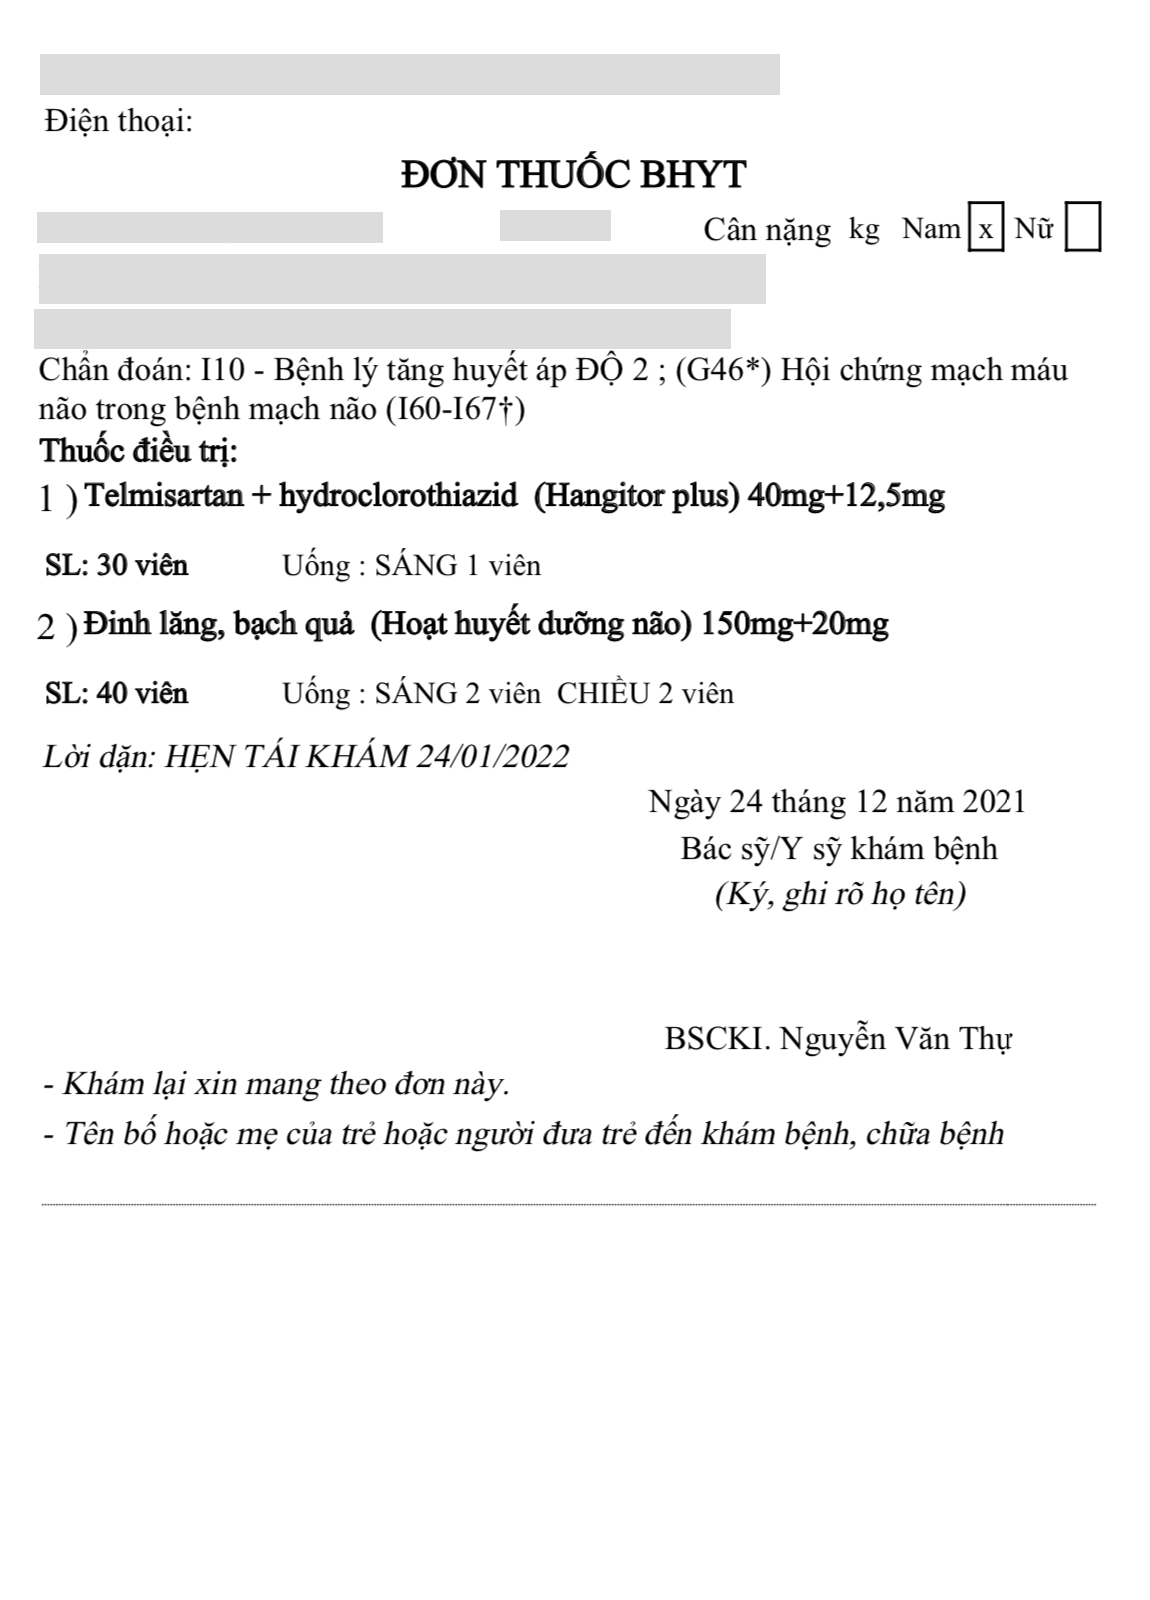 Điện thoại:
ĐƠN THUỐC BHYT
Cân nặng kg Nam x Nữ
Chẩn đoán: I10 - Bệnh lý tăng huyết áp ĐỘ 2 ; (G46*) Hội chứng mạch máu
não trong bệnh mạch não (I60-I67†)
Thuốc điều trị:
1 ) Telmisartan + hydroclorothiazid (Hangitor plus) 40mg+12,5mg
SL: 30 viên Uống : SÁNG 1 viên
2 ) Đinh lăng, bạch quả (Hoạt huyết dưỡng não) 150mg+20mg
SL: 40 viên Uống : SÁNG 2 viên CHIỀU 2 viên
Lời dặn: HẸN TÁI KHÁM 24/01/2022
Ngày 24 tháng 12 năm 2021
Bác sỹ/Y sỹ khám bệnh
(Ký, ghi rõ họ tên)
BSCKI. Nguyễn Văn Thự
- Khám lại xin mang theo đơn này.
- Tên bố hoặc mẹ của trẻ hoặc người đưa trẻ đến khám bệnh, chữa bệnh